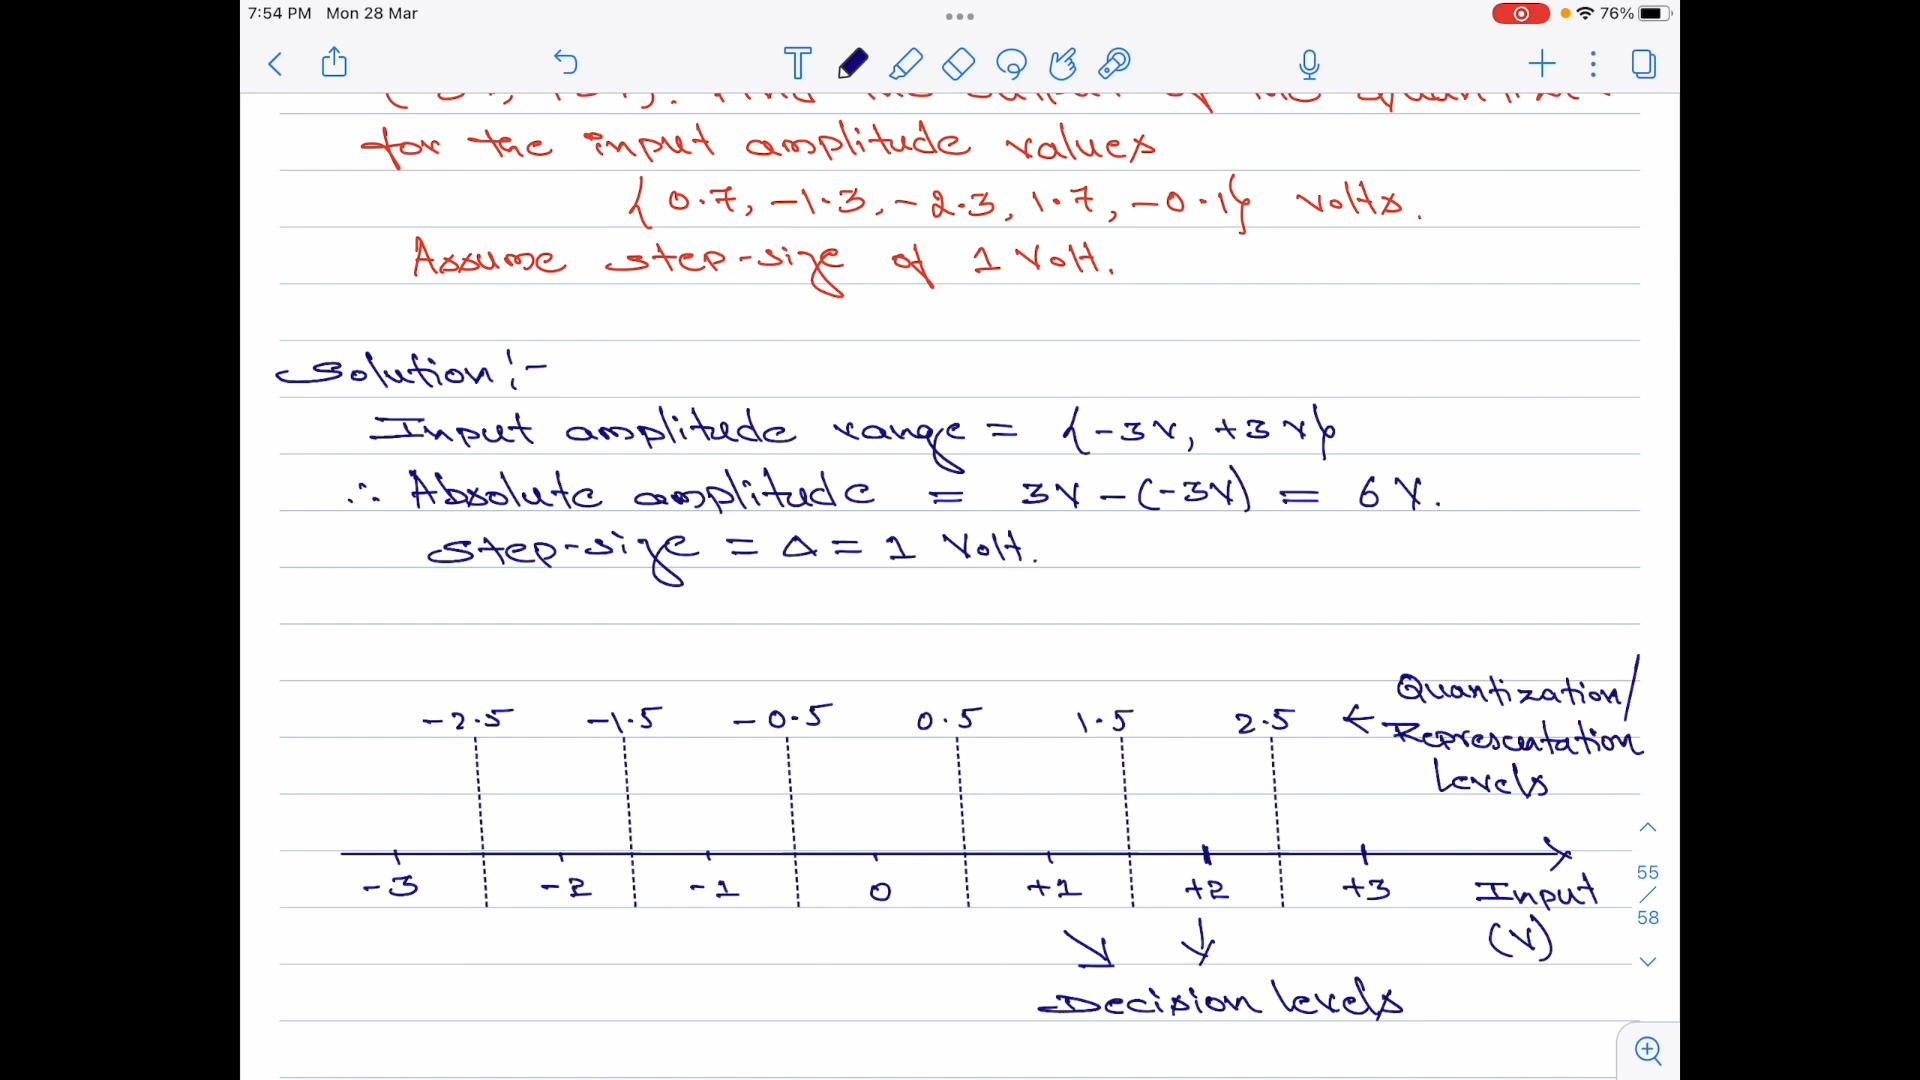 7:54 PM Mon 28 Mar 76%
for the input amplitude values
{ 0.7, -1.3, -2.3, 1.7, -0.1} volts.
Assume step-size of 1 Volt.
Solution :-
Input amplitude range = {-3V, +3V}
∴ Absolute amplitude = 3V - (-3V) = 6V.
Step-size = Δ = 1 Volt.
-2.5 -1.5 -0.5 0.5 1.5 2.5 ← Quantization/
Representation
levels
-3 -2 -1 0 +1 +2 +3 Input
(V)
55
58
Decision levels